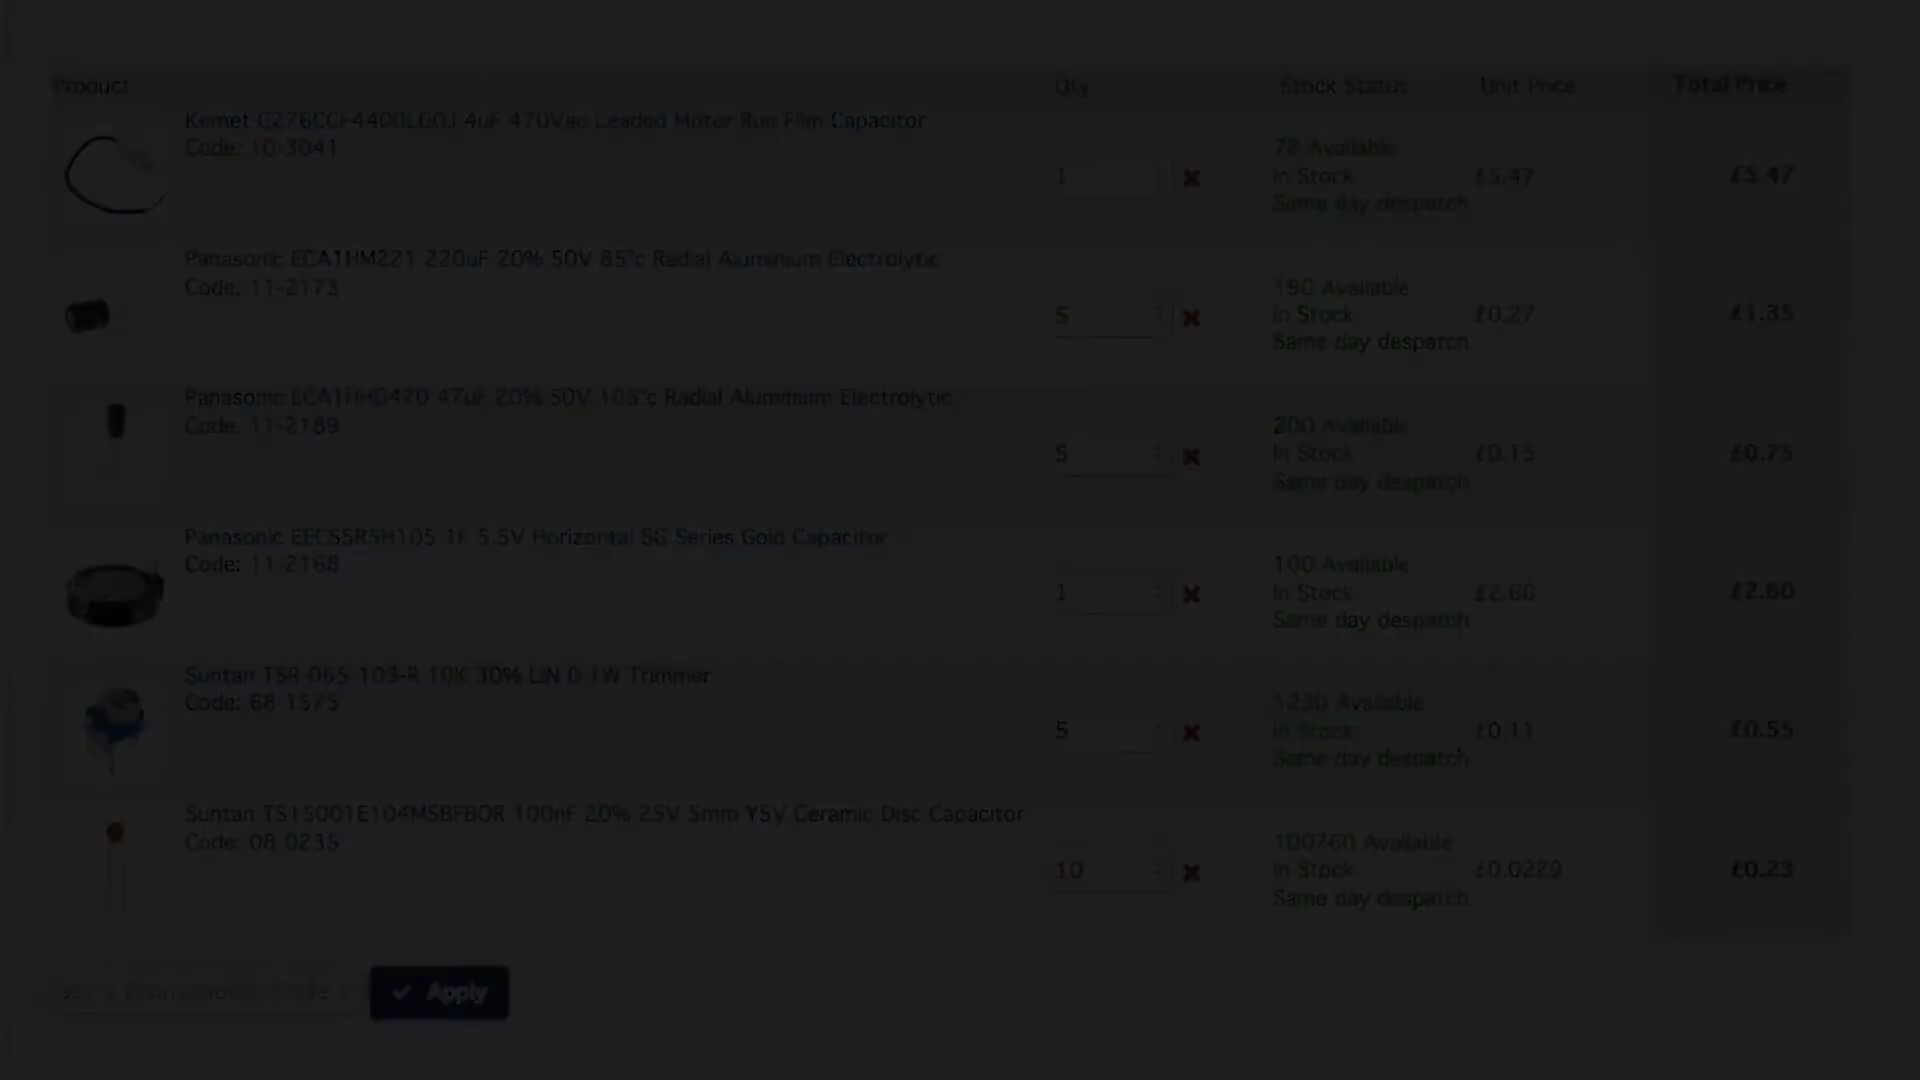 Product Qty Stock Status Unit Price Total Price
Kemet C276CCF4400LG0J 4uF 470Vac Leaded Motor Run Film Capacitor
Code: 10-3041
78 Available
1 In Stock £5.47 £5.47
Same day despatch
Panasonic ECA1HM221 220uF 20% 50V 85°c Radial Aluminium Electrolytic
Code: 11-2173
190 Available
5 In Stock £0.27 £1.35
Same day despatch
Panasonic ECA1HHG470 47uF 20% 50V 105°c Radial Aluminium Electrolytic
Code: 11-2189
200 Available
5 In Stock £0.15 £0.75
Same day despatch
Panasonic EECS5R5H105 1F 5.5V Horizontal SG Series Gold Capacitor
Code: 11-2168
100 Available
1 In Stock £2.60 £2.60
Same day despatch
Suntan TSR-065-103-R 10K 30% LIN 0.1W Trimmer
Code: 68-1575
1230 Available
5 In Stock £0.11 £0.55
Same day despatch
Suntan TS15001E104MSBFB0R 100nF 20% 25V 5mm Y5V Ceramic Disc Capacitor
Code: 08-0235
100760 Available
10 In Stock £0.0229 £0.23
Same day despatch
Apply